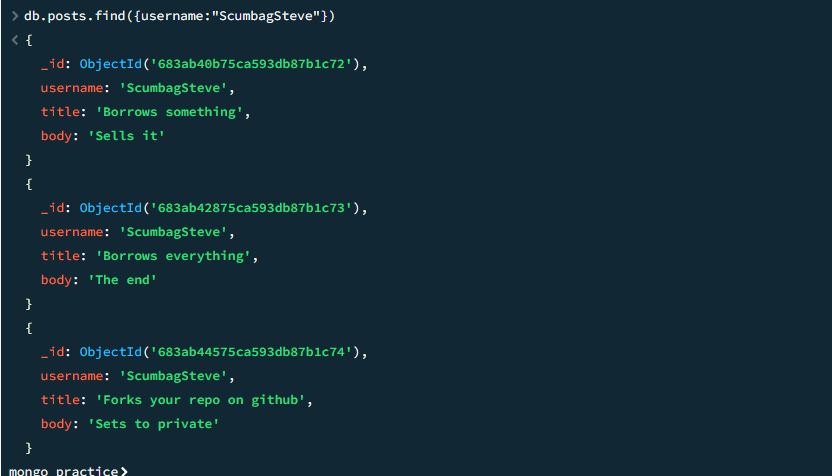 > db.posts.find({username:"ScumbagSteve"})
< {
_id: ObjectId('683ab40b75ca593db87b1c72'),
username: 'ScumbagSteve',
title: 'Borrows something',
body: 'Sells it'
}
{
_id: ObjectId('683ab42875ca593db87b1c73'),
username: 'ScumbagSteve',
title: 'Borrows everything',
body: 'The end'
}
{
_id: ObjectId('683ab44575ca593db87b1c74'),
username: 'ScumbagSteve',
title: 'Forks your repo on github',
body: 'Sets to private'
}
mongo_practice>